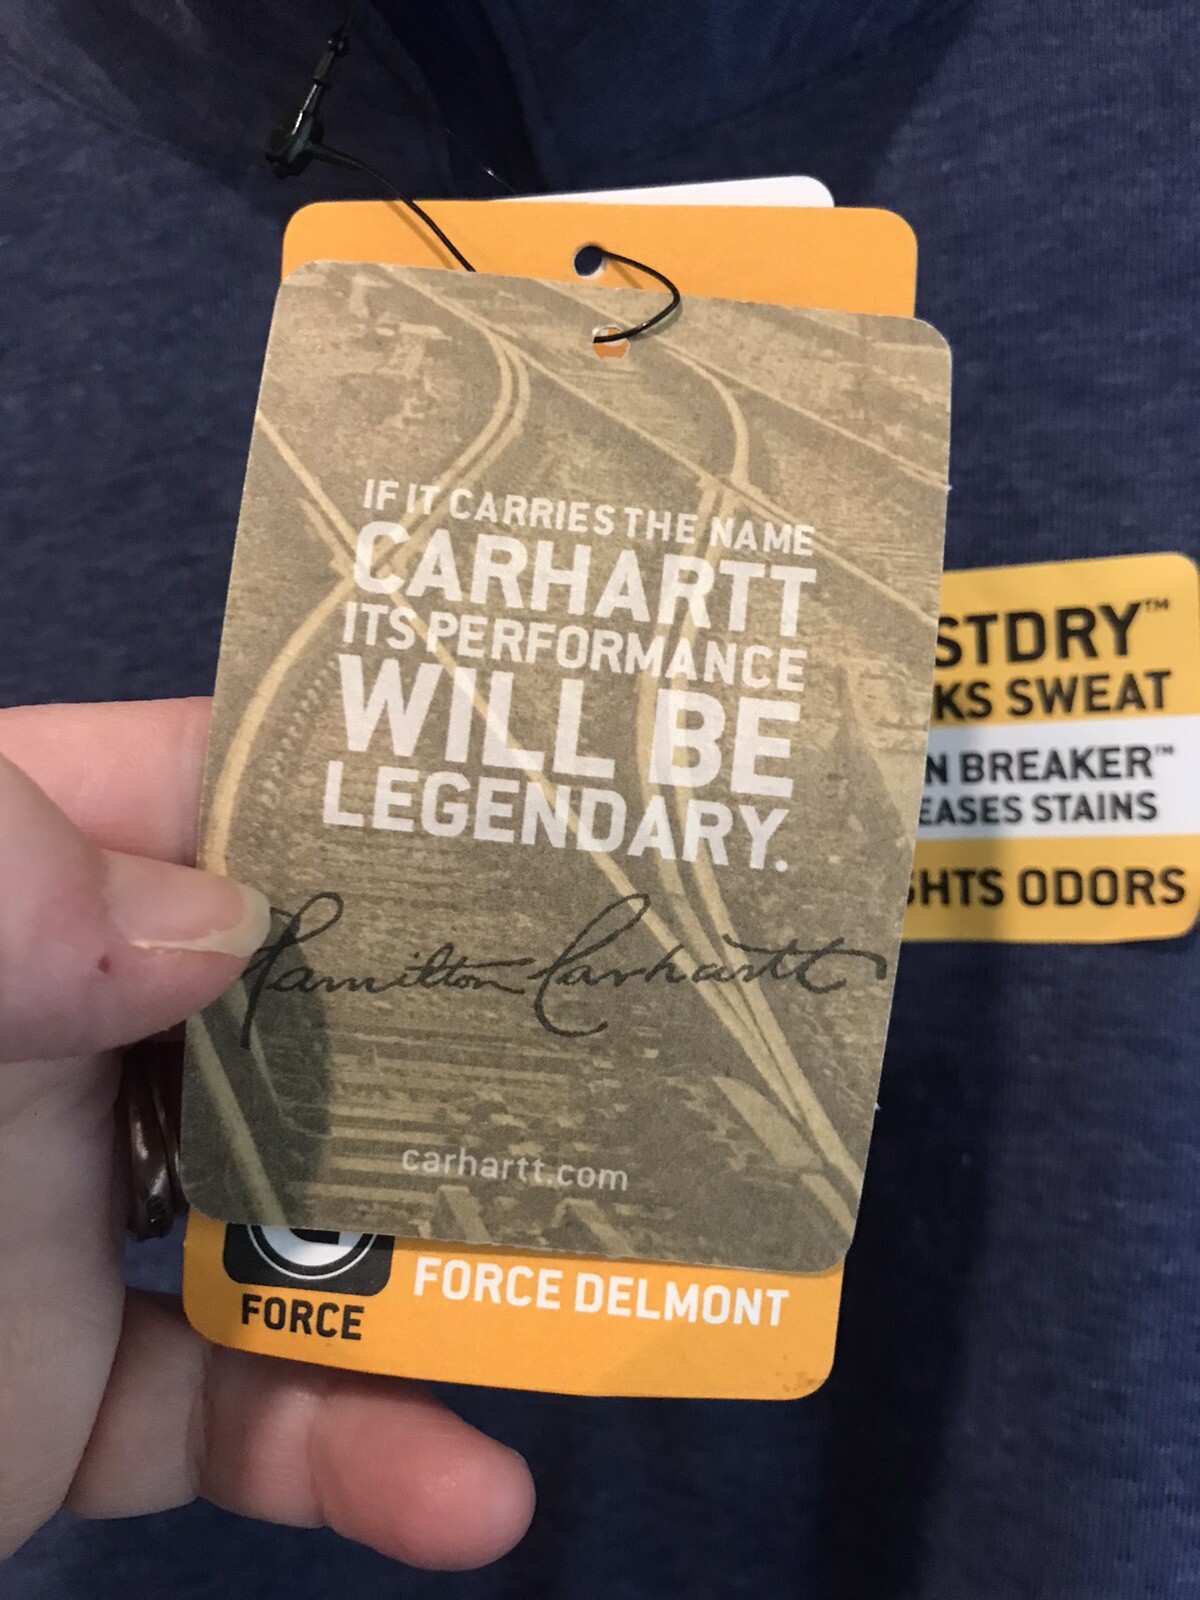 IF IT CARRIES THE NAME
CARHARTT
ITS PERFORMANCE
WILL BE
LEGENDARY.
Hamilton Carhartt
carhartt.com
FORCE
FORCE DELMONT
STDRY™
KS SWEAT
N BREAKER™
EASES STAINS
HTS ODORS